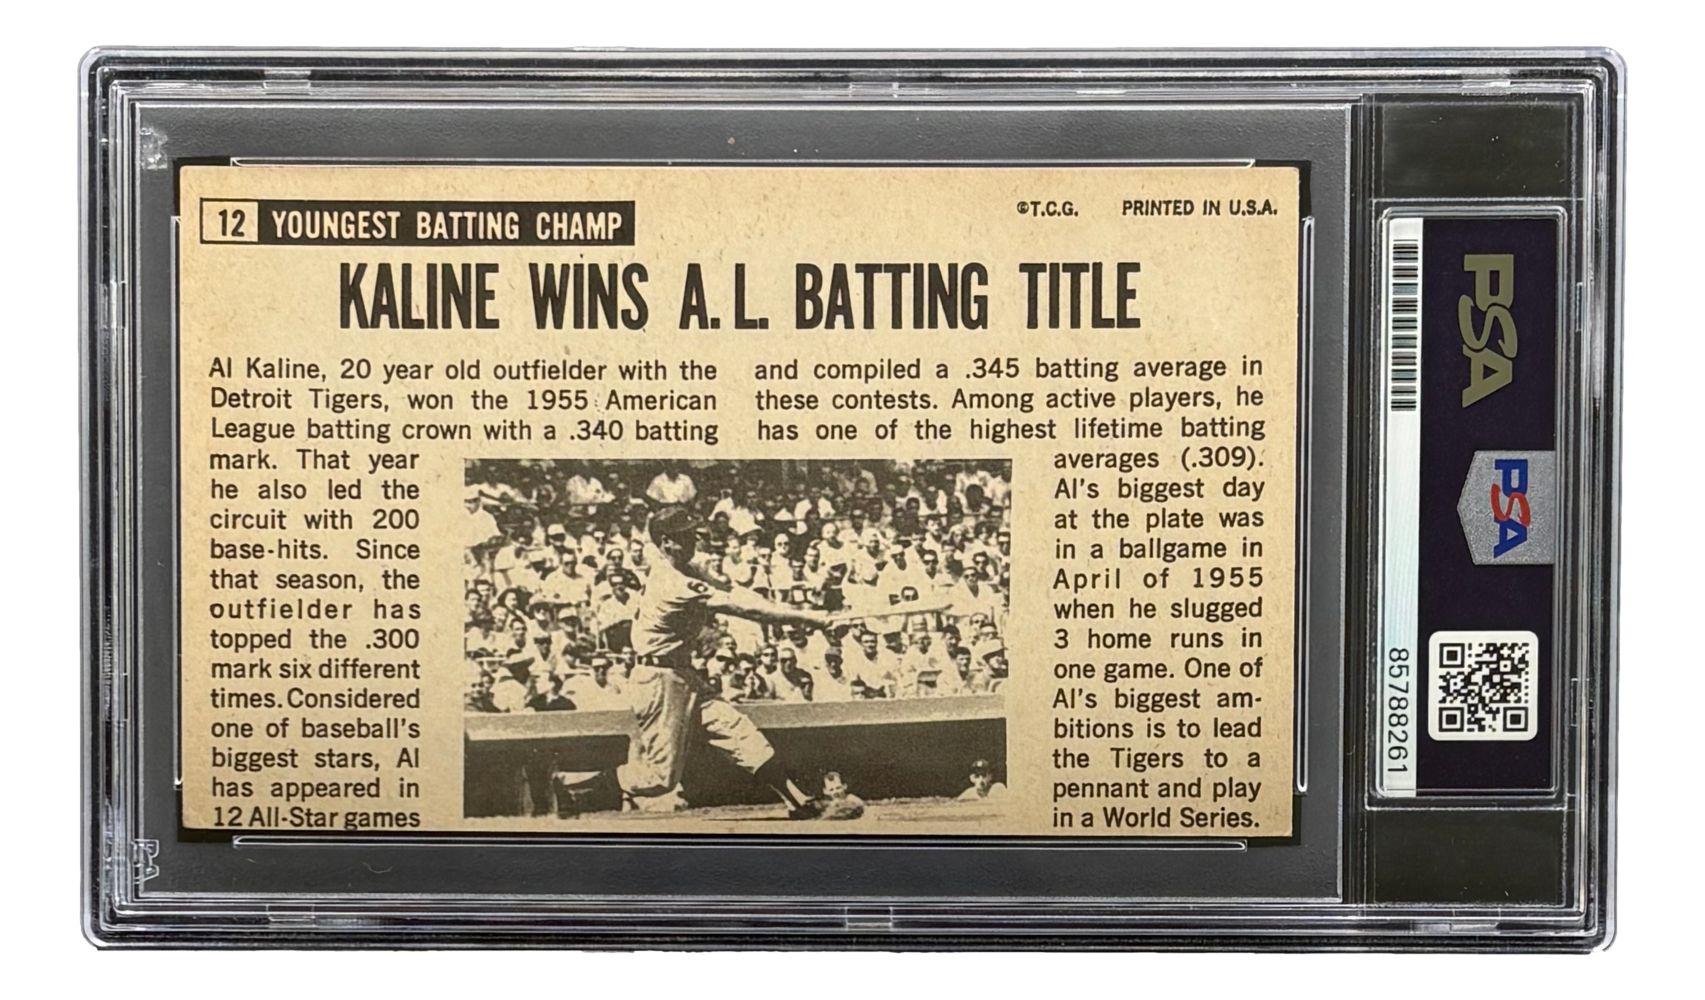 12 YOUNGEST BATTING CHAMP
©T.C.G. PRINTED IN U.S.A.
KALINE WINS A.L. BATTING TITLE
Al Kaline, 20 year old outfielder with the
Detroit Tigers, won the 1955 American
League batting crown with a .340 batting
mark. That year
he also led the
circuit with 200
base-hits. Since
that season, the
outfielder has
topped the .300
mark six different
times. Considered
one of baseball's
biggest stars, Al
has appeared in
12 All-Star games
and compiled a .345 batting average in
these contests. Among active players, he
has one of the highest lifetime batting
averages (.309).
Al's biggest day
at the plate was
in a ballgame in
April of 1955
when he slugged
3 home runs in
one game. One of
Al's biggest am-
bitions is to lead
the Tigers to a
pennant and play
in a World Series.
6
PSA
PSA
85788261
PSA